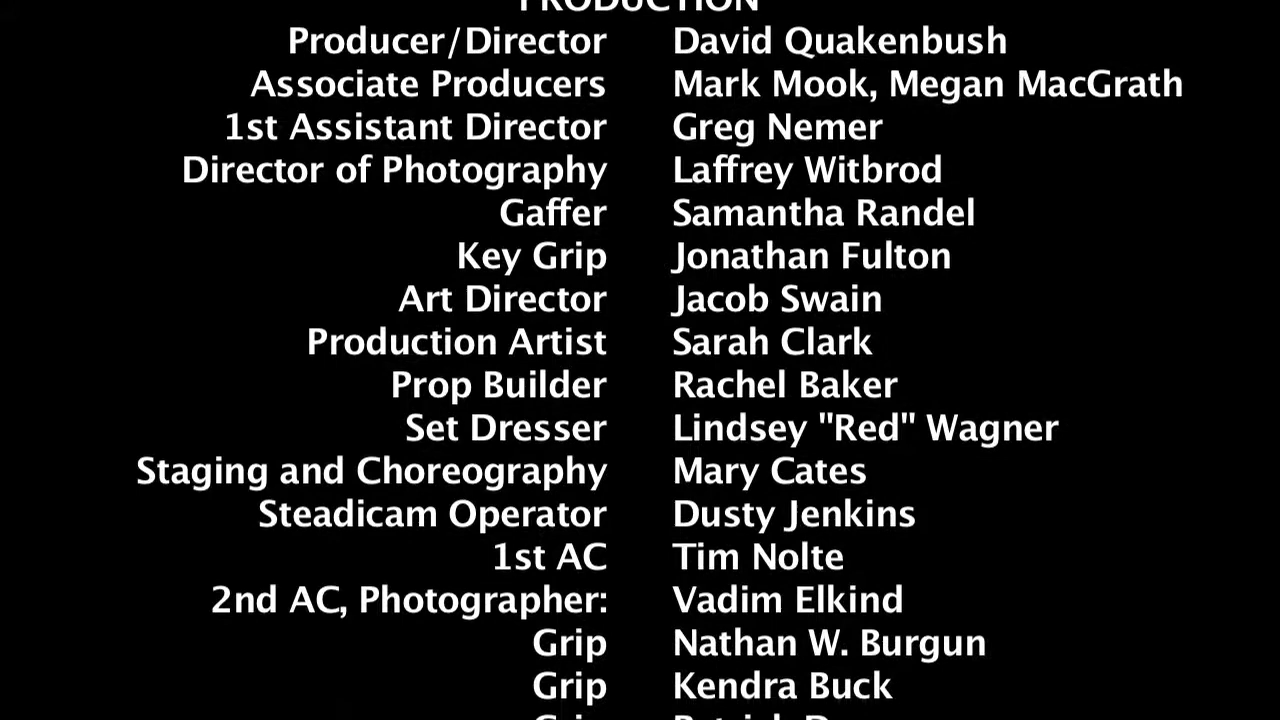 PRODUCTION
Producer/Director David Quakenbush
Associate Producers Mark Mook, Megan MacGrath
1st Assistant Director Greg Nemer
Director of Photography Laffrey Witbrod
Gaffer Samantha Randel
Key Grip Jonathan Fulton
Art Director Jacob Swain
Production Artist Sarah Clark
Prop Builder Rachel Baker
Set Dresser Lindsey "Red" Wagner
Staging and Choreography Mary Cates
Steadicam Operator Dusty Jenkins
1st AC Tim Nolte
2nd AC, Photographer: Vadim Elkind
Grip Nathan W. Burgun
Grip Kendra Buck
Grip Patrick